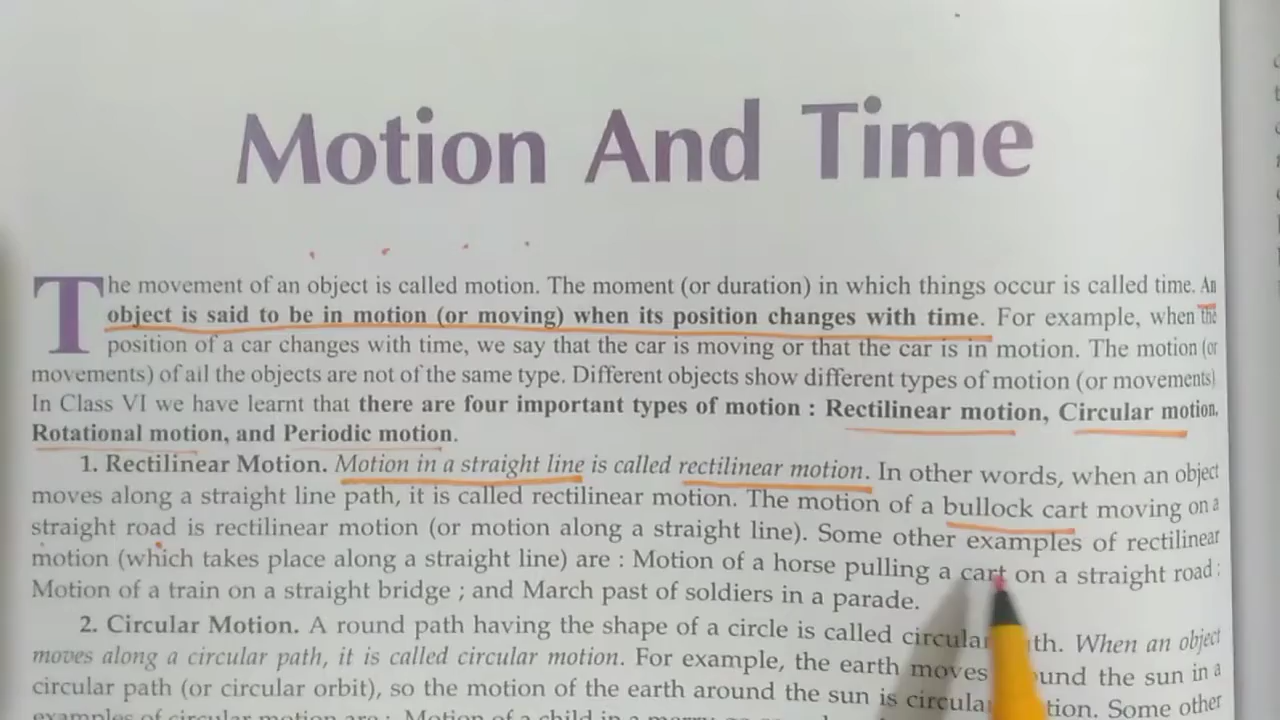 Motion And Time
The movement of an object is called motion. The moment (or duration) in which things occur is called time. An
object is said to be in motion (or moving) when its position changes with time. For example, when the
position of a car changes with time, we say that the car is moving or that the car is in motion. The motion (or
movements) of all the objects are not of the same type. Different objects show different types of motion (or movements)
In Class VI we have learnt that there are four important types of motion : Rectilinear motion, Circular motion,
Rotational motion, and Periodic motion.
1. Rectilinear Motion. Motion in a straight line is called rectilinear motion. In other words, when an object
moves along a straight line path, it is called rectilinear motion. The motion of a bullock cart moving on a
straight road is rectilinear motion (or motion along a straight line). Some other examples of rectilinear
motion (which takes place along a straight line) are : Motion of a horse pulling a cart on a straight road ;
Motion of a train on a straight bridge ; and March past of soldiers in a parade.
2. Circular Motion. A round path having the shape of a circle is called circular th. When an object
moves along a circular path, it is called circular motion. For example, the earth moves und the sun in a
circular path (or circular orbit), so the motion of the earth around the sun is circula tion. Some other
examples of circular motion are : Motion of a child in a